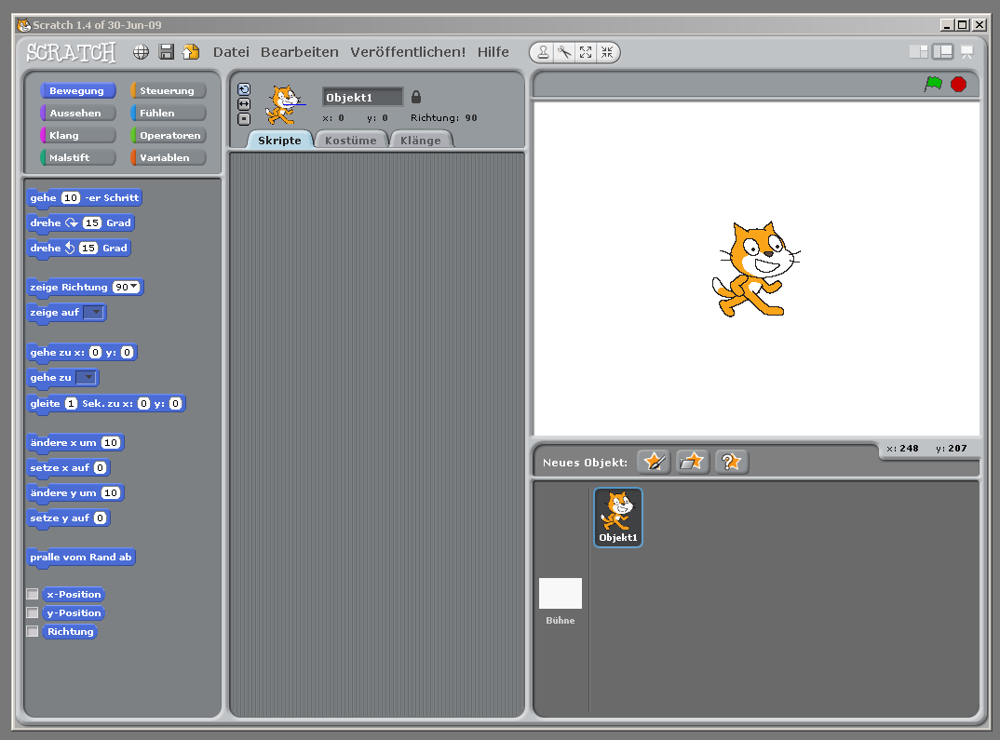 Scratch 1.4 of 30-Jun-09
SCRATCH Datei Bearbeiten Veröffentlichen! Hilfe
Bewegung Steuerung
Aussehen Fühlen
Klang Operatoren
Malstift Variablen
gehe 10 -er Schritt
drehe 15 Grad
drehe 15 Grad
zeige Richtung 90
zeige auf
gehe zu x: 0 y: 0
gehe zu
gleite 1 Sek. zu x: 0 y: 0
ändere x um 10
setze x auf 0
ändere y um 10
setze y auf 0
pralle vom Rand ab
x-Position
y-Position
Richtung
Objekt1
x: 0 y: 0 Richtung: 90
Skripte Kostüme Klänge
x: 248 y: 207
Neues Objekt:
Objekt1
Bühne